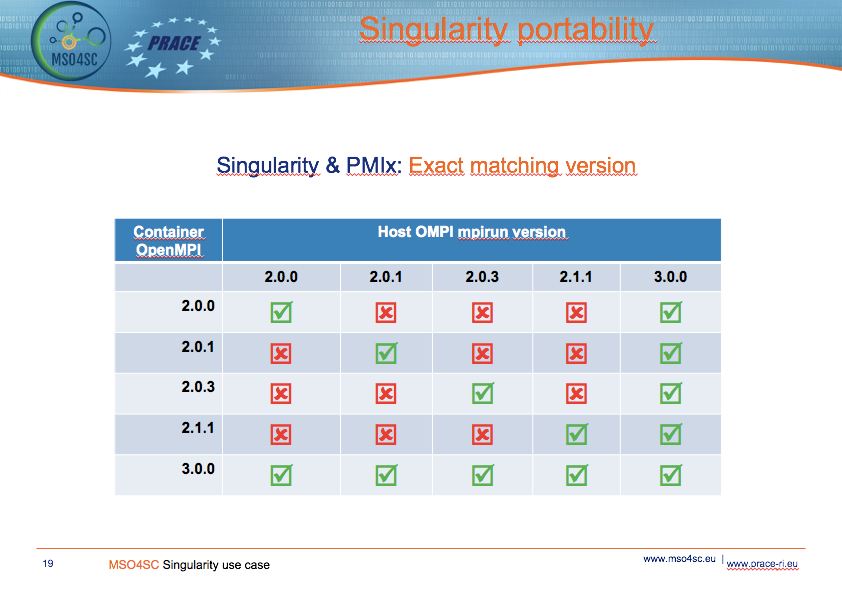 MSO4SC
PRACE
Singularity portability
Singularity & PMIx: Exact matching version
Container
OpenMPI
Host OMPI mpirun version
2.0.0 2.0.1 2.0.3 2.1.1 3.0.0
2.0.0
2.0.1
2.0.3
2.1.1
3.0.0
19
MSO4SC Singularity use case
www.mso4sc.eu | www.prace-ri.eu